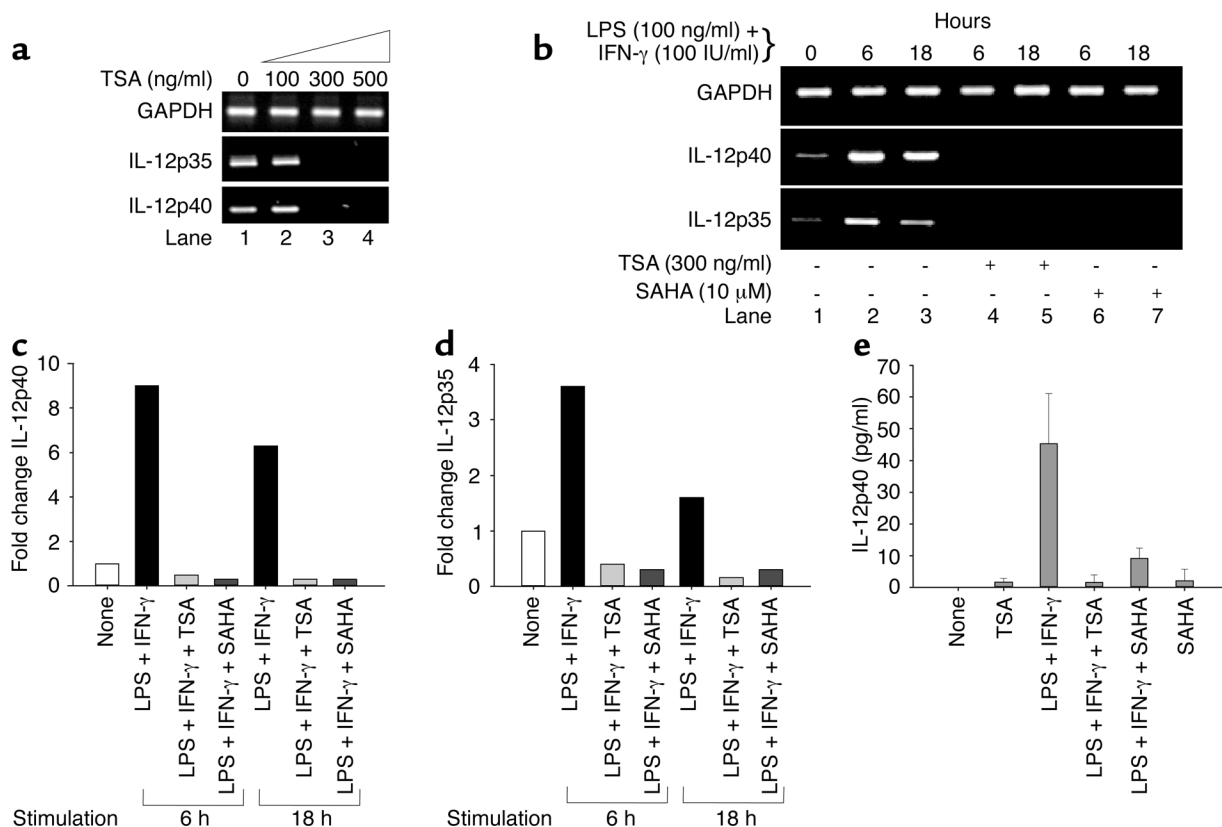 a
TSA (ng/ml) 0 100 300 500
GAPDH
IL-12p35
IL-12p40
Lane 1 2 3 4
b
Hours
LPS (100 ng/ml) +
IFN-γ (100 IU/ml) } 0 6 18 6 18 6 18
GAPDH
IL-12p40
IL-12p35
TSA (300 ng/ml) - - - + + - -
SAHA (10 μM) - - - - - + +
Lane 1 2 3 4 5 6 7
c
Fold change IL-12p40
10
8
6
4
2
0
None
LPS + IFN-γ
LPS + IFN-γ + TSA
LPS + IFN-γ + SAHA
LPS + IFN-γ
LPS + IFN-γ + TSA
LPS + IFN-γ + SAHA
Stimulation 6 h 18 h
d
Fold change IL-12p35
4
3
2
1
0
None
LPS + IFN-γ
LPS + IFN-γ + TSA
LPS + IFN-γ + SAHA
LPS + IFN-γ
LPS + IFN-γ + TSA
LPS + IFN-γ + SAHA
Stimulation 6 h 18 h
e
IL-12p40 (pg/ml)
70
60
50
40
30
20
10
0
None
TSA
LPS + IFN-γ
LPS + IFN-γ + TSA
LPS + IFN-γ + SAHA
SAHA